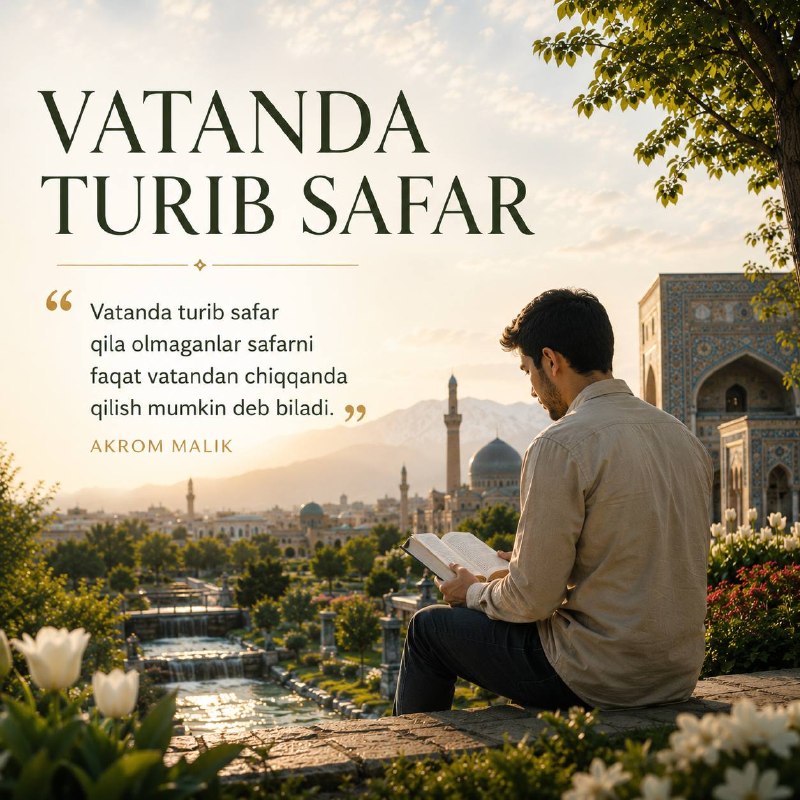 VATANDA
TURIB SAFAR
“ Vatanda turib safar
qila olmaganlar safarni
faqat vatandan chiqqanda
qilish mumkin deb biladi. ”
AKROM MALIK